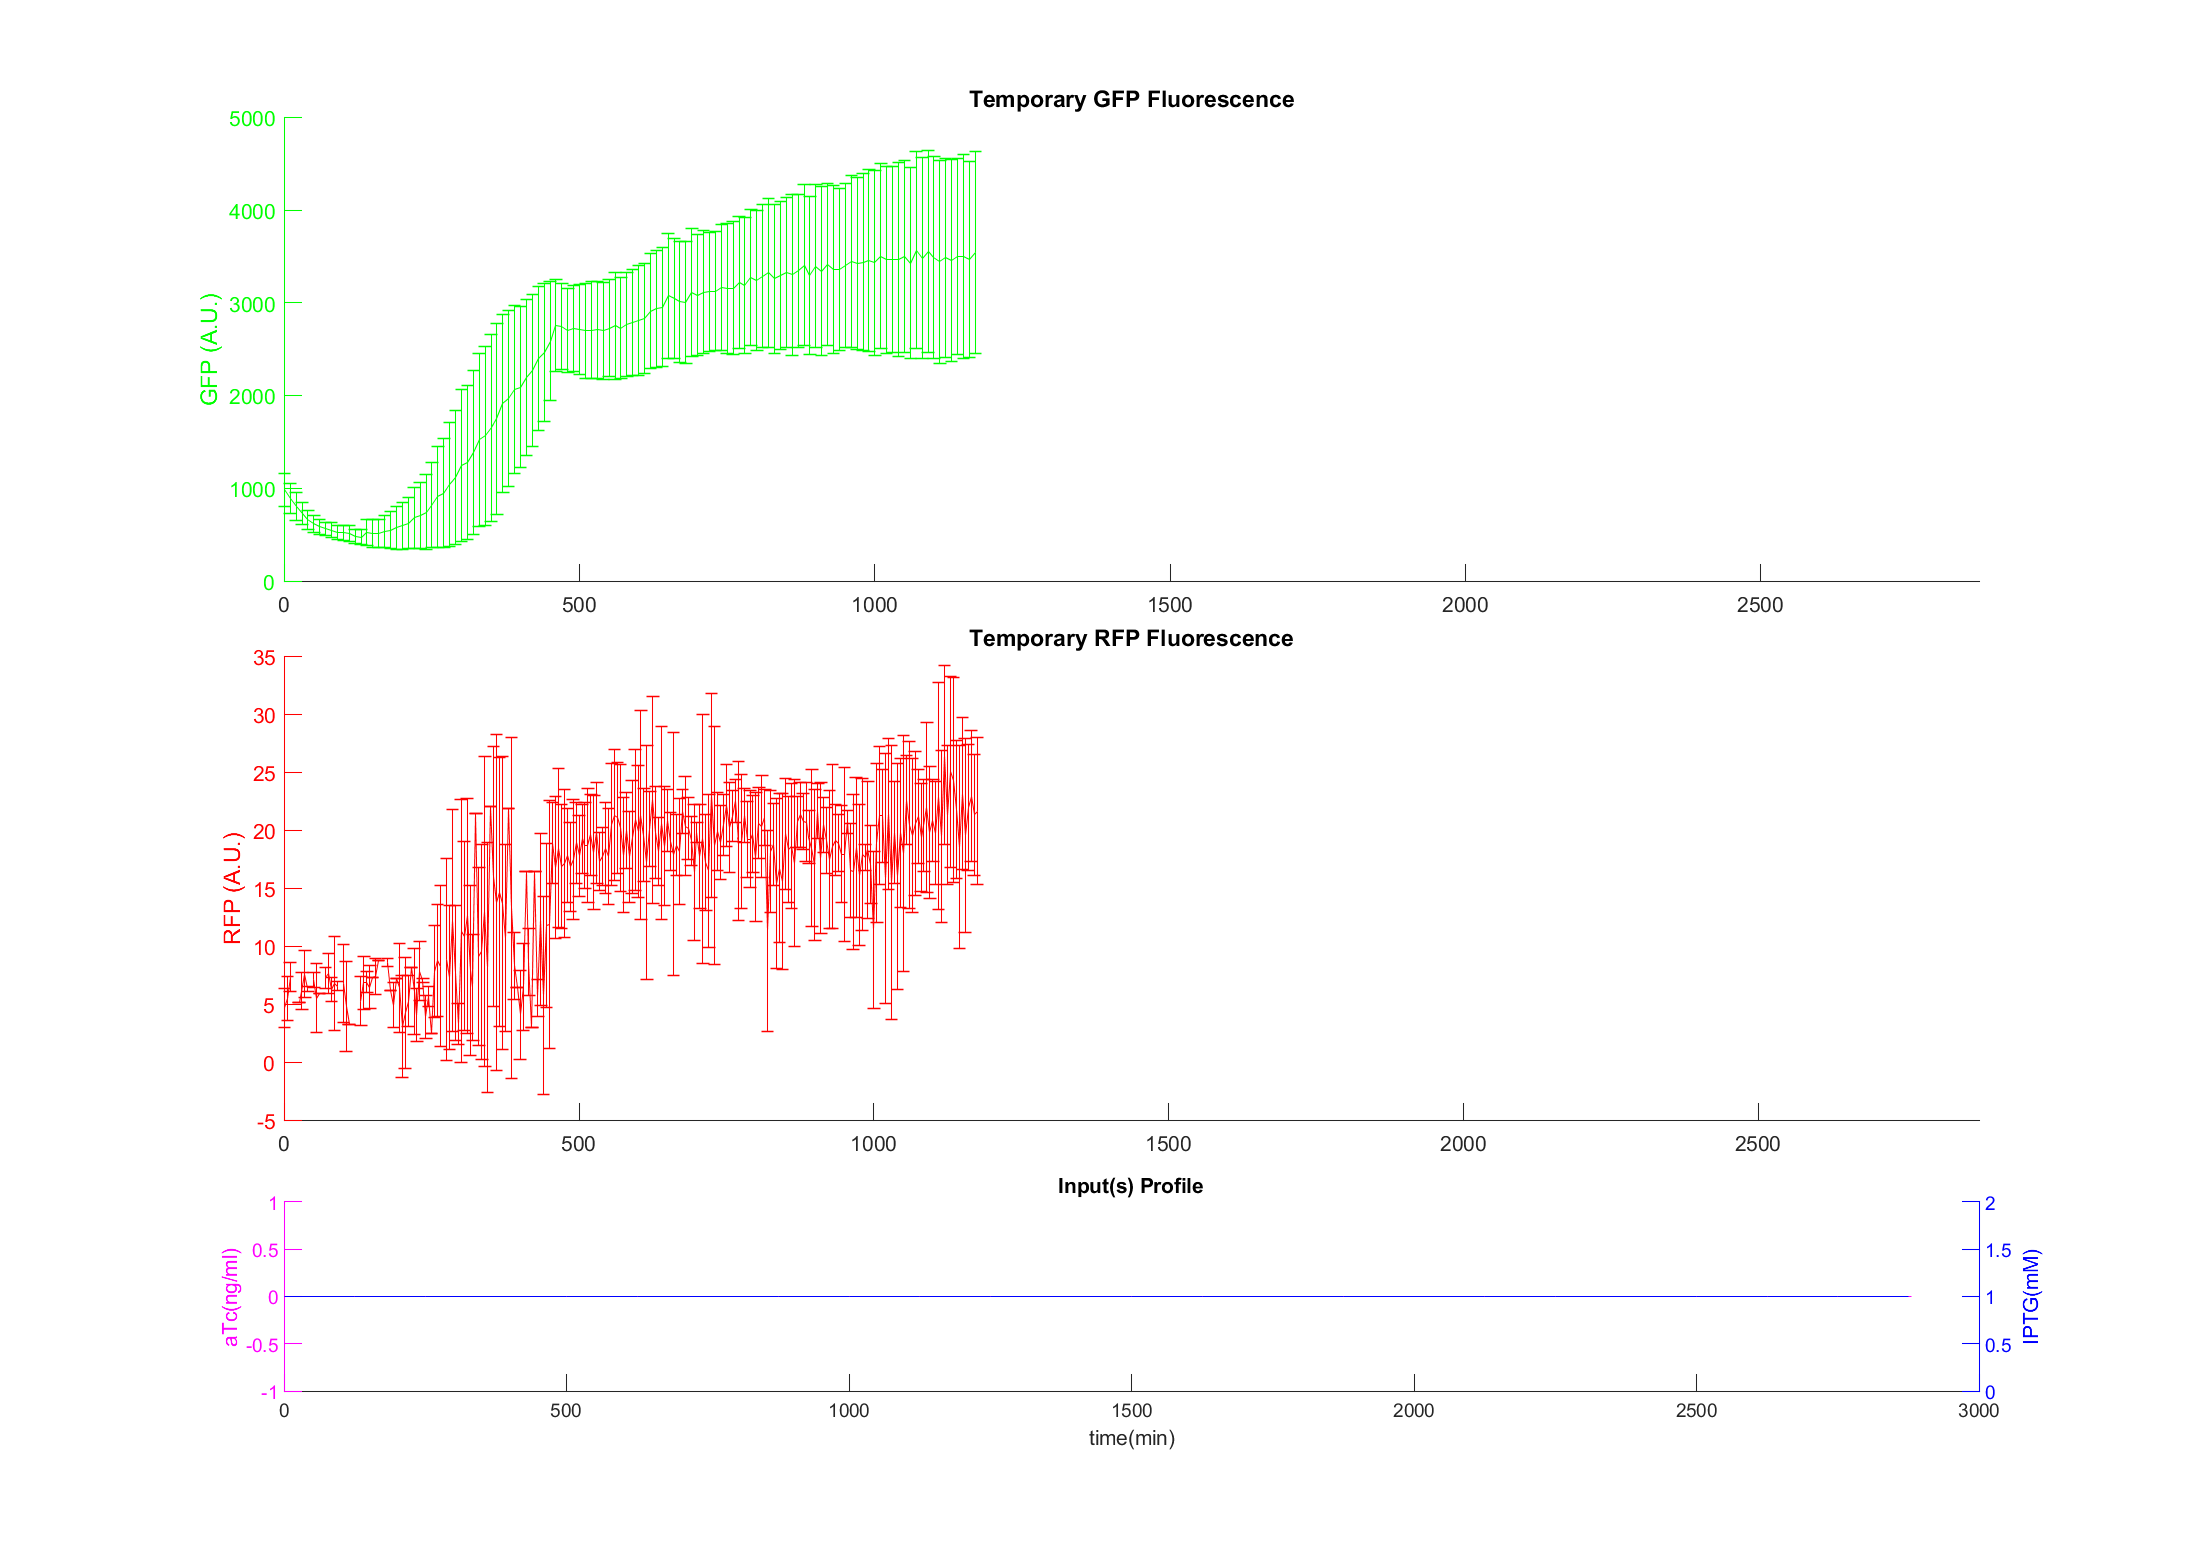 Temporary GFP Fluorescence
5000
4000
3000
2000
1000
0
GFP (A.U.)
0 500 1000 1500 2000 2500
Temporary RFP Fluorescence
35
30
25
20
15
10
5
0
-5
RFP (A.U.)
0 500 1000 1500 2000 2500
Input(s) Profile
1 2
0.5 1.5
0 1
-0.5 0.5
-1 0
aTc(ng/ml)
IPTG(mM)
0 500 1000 1500 2000 2500 3000
time(min)